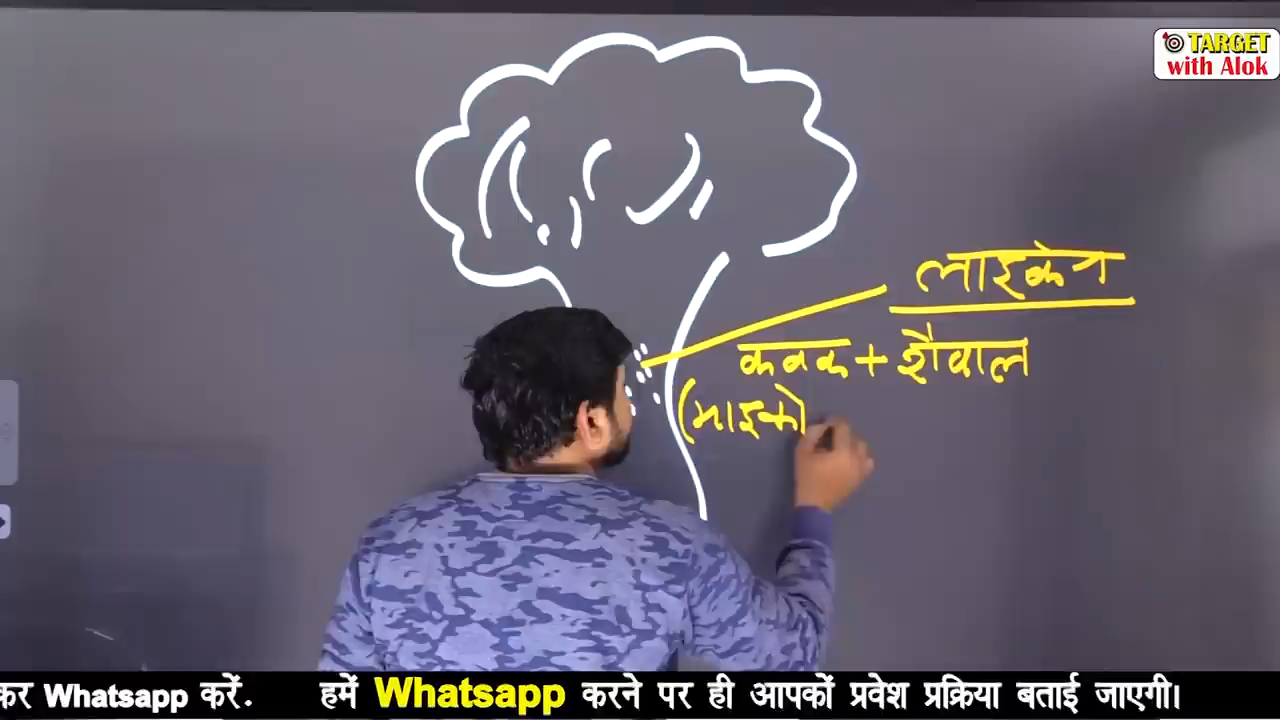 TARGET
with Alok
लाइकेन
कवक + शैवाल
(माइको
कर Whatsapp करें. हमें Whatsapp करने पर ही आपकों प्रवेश प्रक्रिया बताई जाएगी।